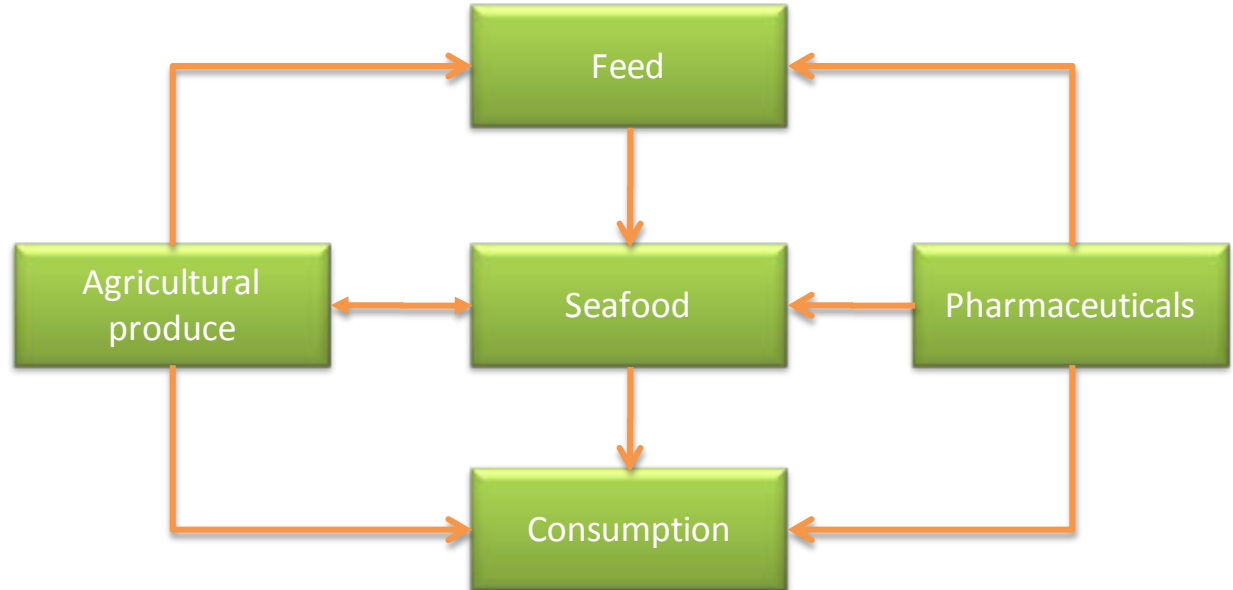 Feed
Agricultural
produce
Seafood
Pharmaceuticals
Consumption